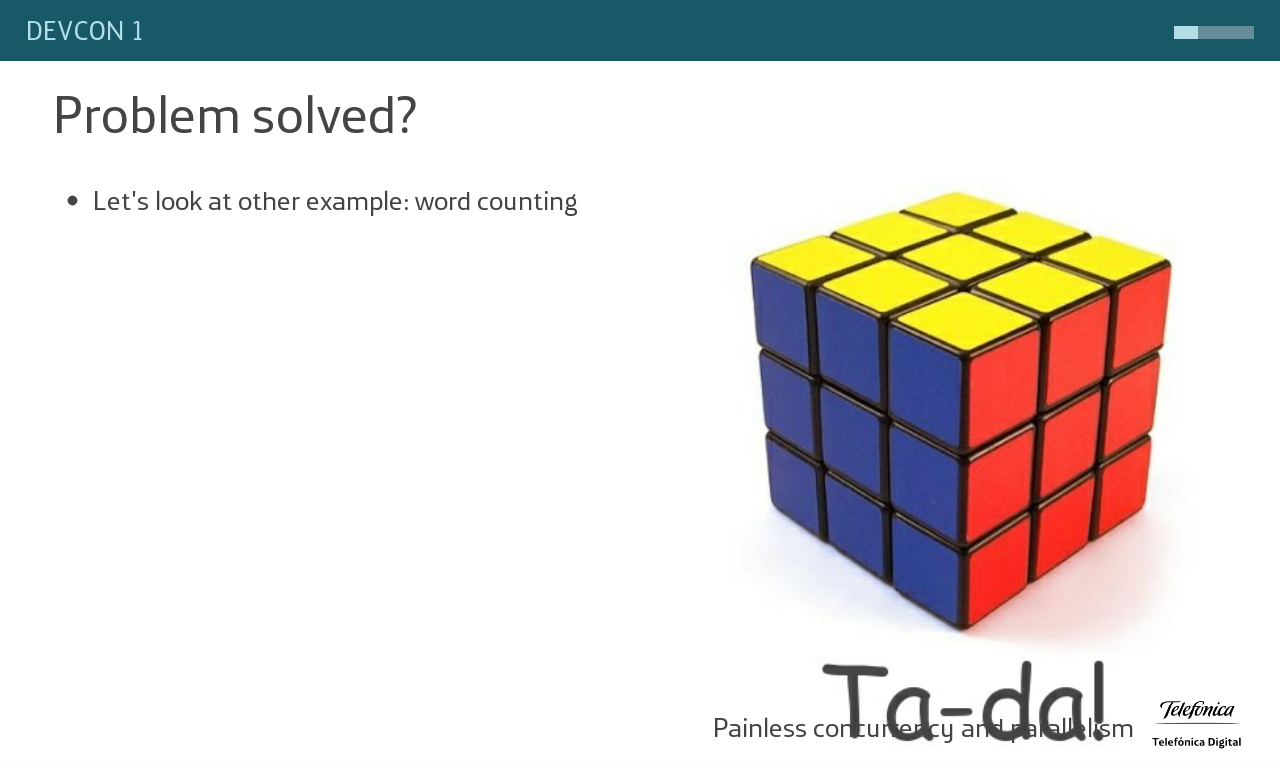 DEVCON 1
Problem solved?
• Let's look at other example: word counting
Ta-da!
Painless concurrency and parallelism
Telefónica
Telefónica Digital